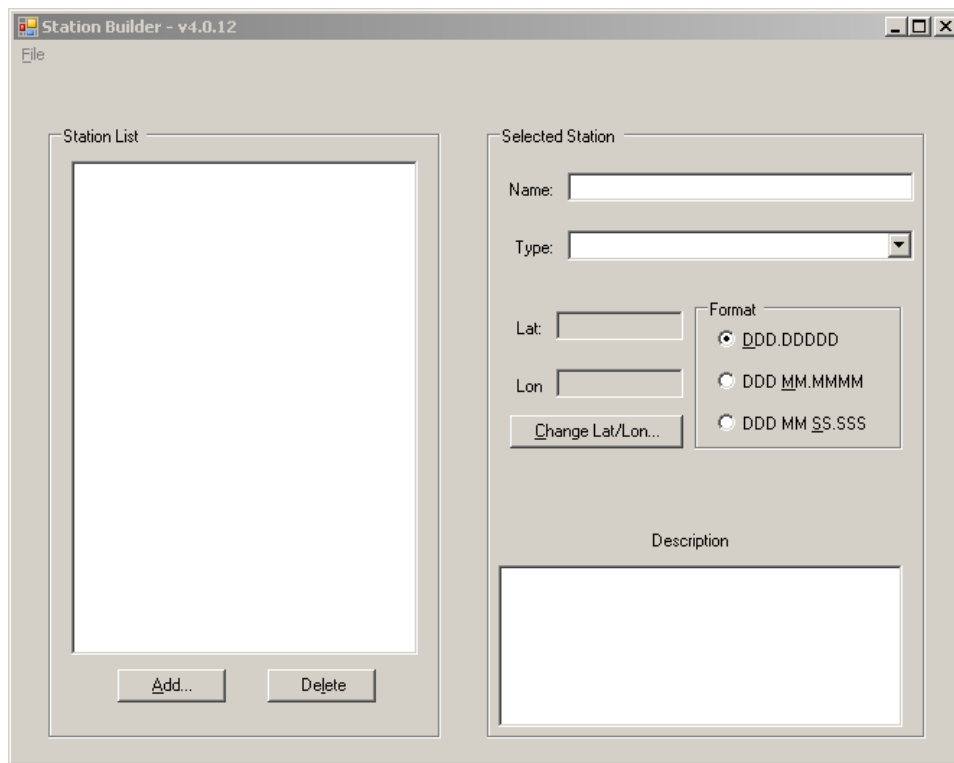 Station Builder - v4.0.12
File
Station List
Add...
Delete
Selected Station
Name:
Type:
Lat:
Lon
Change Lat/Lon...
Format
DDD.DDDDD
DDD MM.MMMM
DDD MM SS.SSS
Description